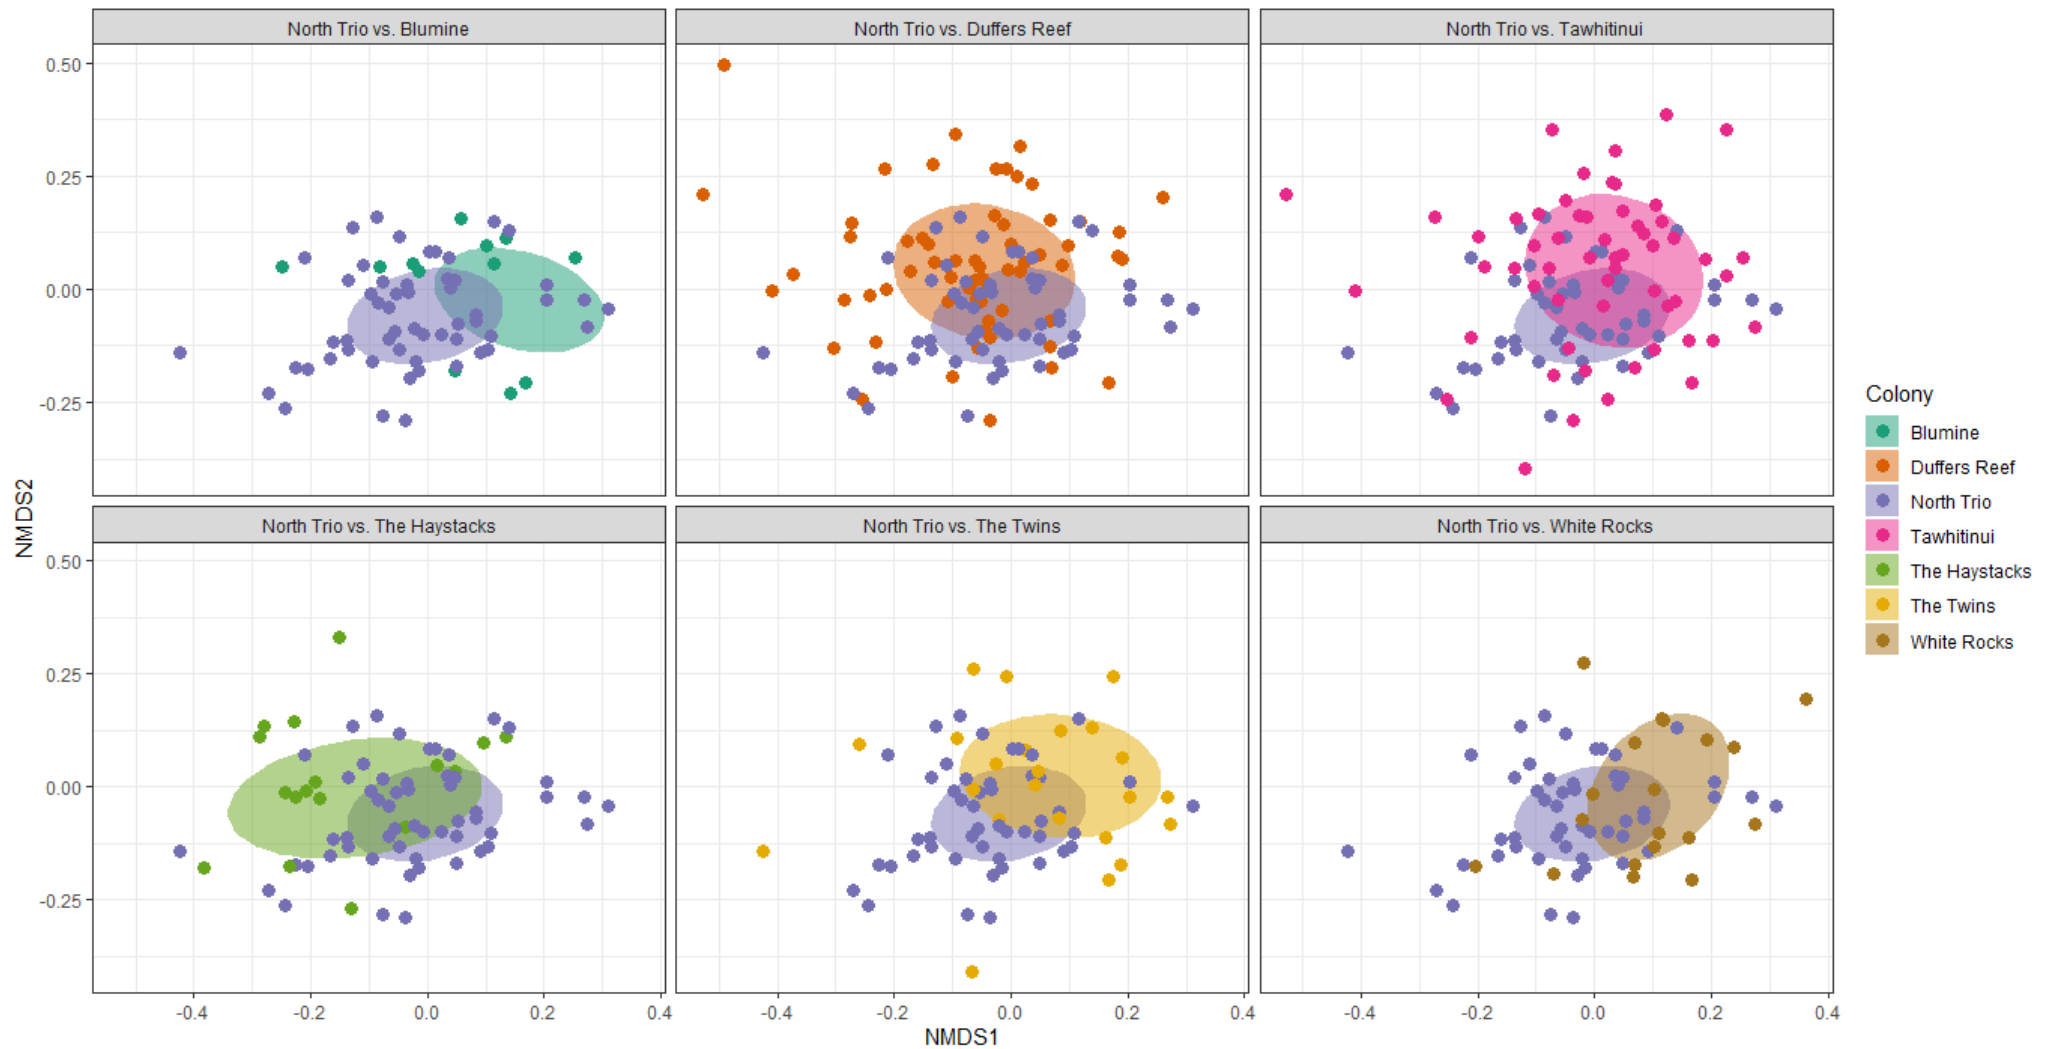 North Trio vs. Blumine
North Trio vs. Duffers Reef
North Trio vs. Tawhitinui
0.50
0.25
0.00
-0.25
North Trio vs. The Haystacks
North Trio vs. The Twins
North Trio vs. White Rocks
0.50
0.25
0.00
-0.25
NMDS2
-0.4 -0.2 0.0 0.2 0.4
-0.4 -0.2 0.0 0.2 0.4
-0.4 -0.2 0.0 0.2 0.4
NMDS1
Colony
Blumine
Duffers Reef
North Trio
Tawhitinui
The Haystacks
The Twins
White Rocks